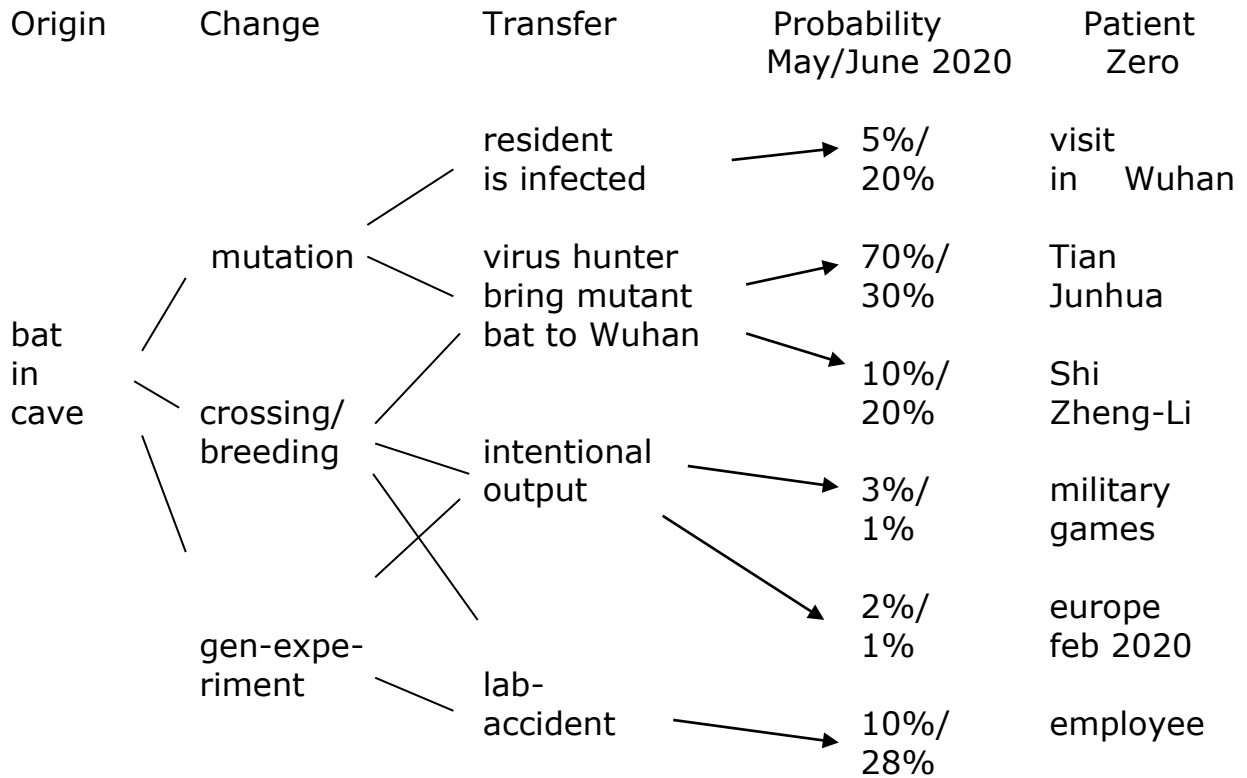 Origin Change Transfer Probability Patient
May/June 2020 Zero
resident 5%/ visit
is infected 20% in Wuhan
mutation virus hunter 70%/ Tian
bring mutant 30% Junhua
bat bat to Wuhan
in 10%/ Shi
cave crossing/ 20% Zheng-Li
breeding intentional
output 3%/ military
1% games
2%/ europe
gen-expe- 1% feb 2020
riment lab-
accident 10%/ employee
28%